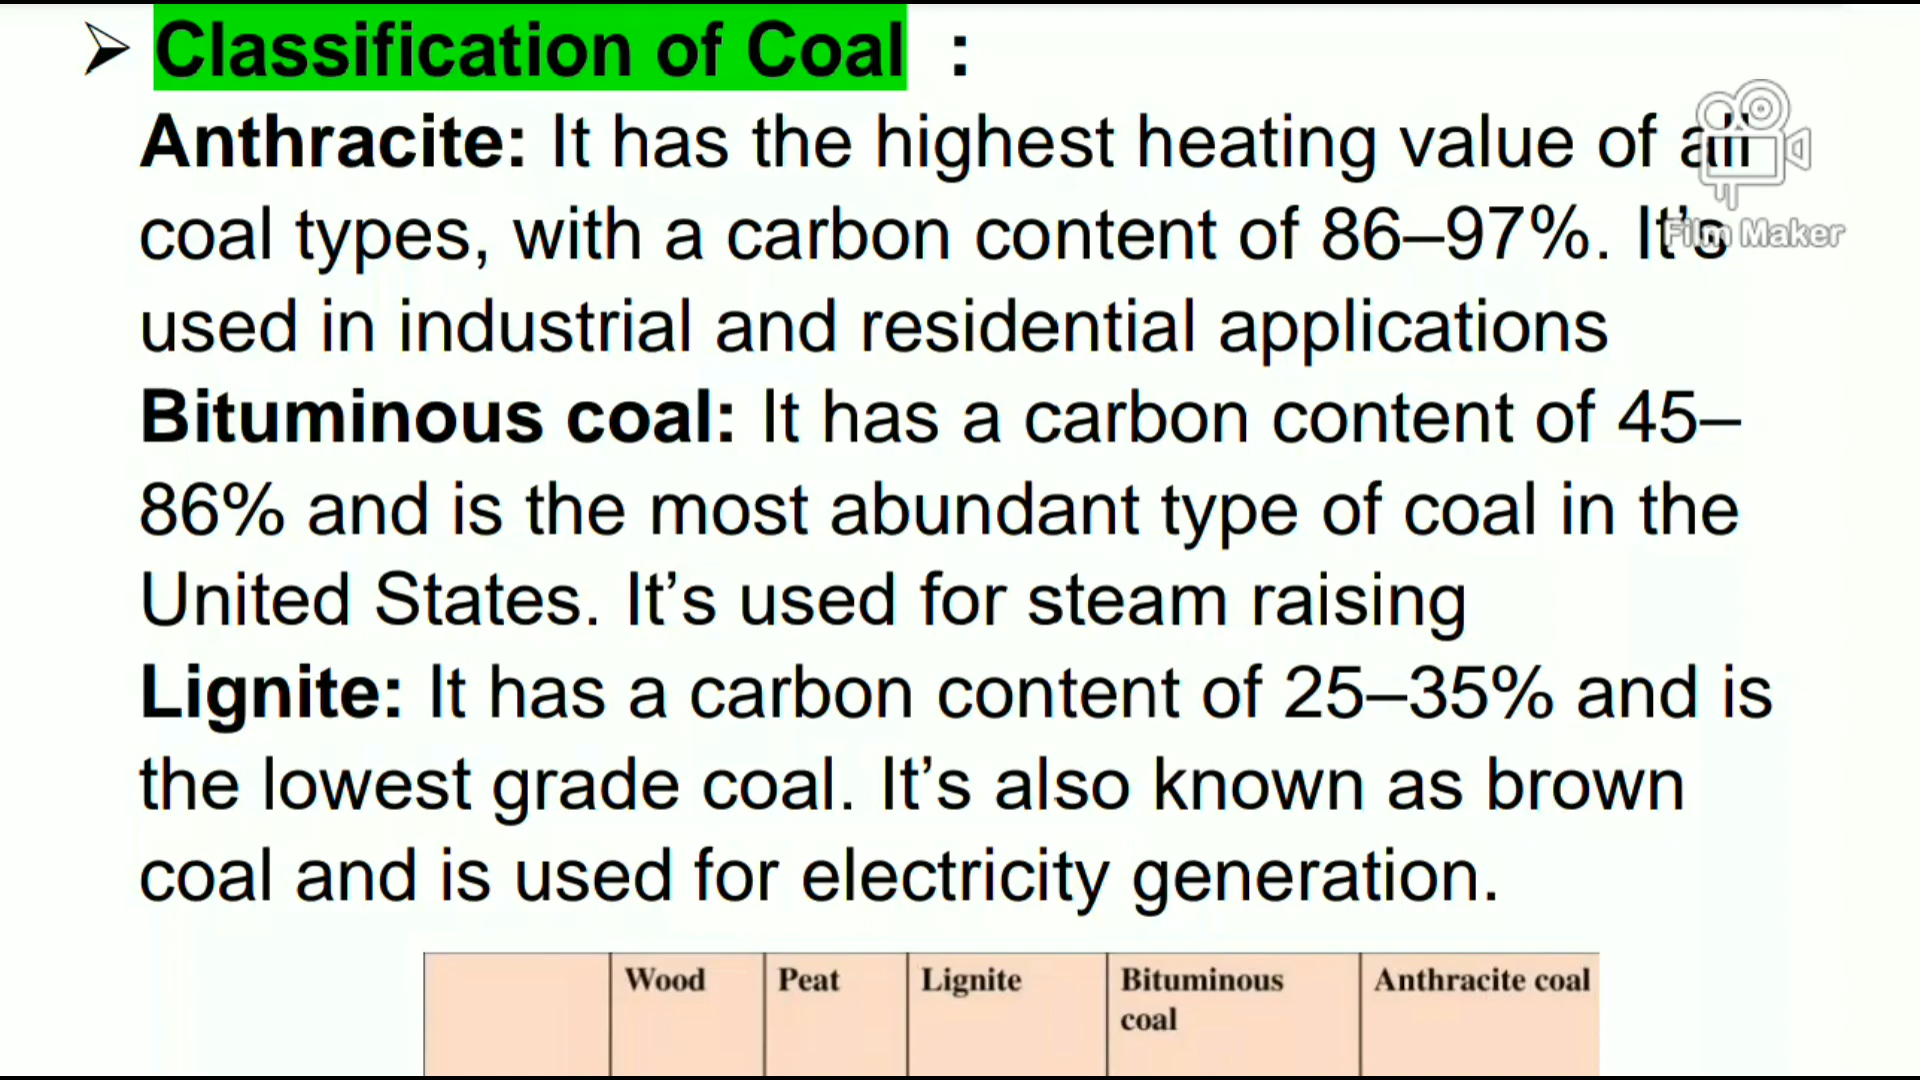 ➢ Classification of Coal :
Anthracite: It has the highest heating value of all
coal types, with a carbon content of 86–97%. It's
used in industrial and residential applications
Bituminous coal: It has a carbon content of 45–
86% and is the most abundant type of coal in the
United States. It's used for steam raising
Lignite: It has a carbon content of 25–35% and is
the lowest grade coal. It's also known as brown
coal and is used for electricity generation.
Film Maker
Wood Peat Lignite Bituminous Anthracite coal
coal